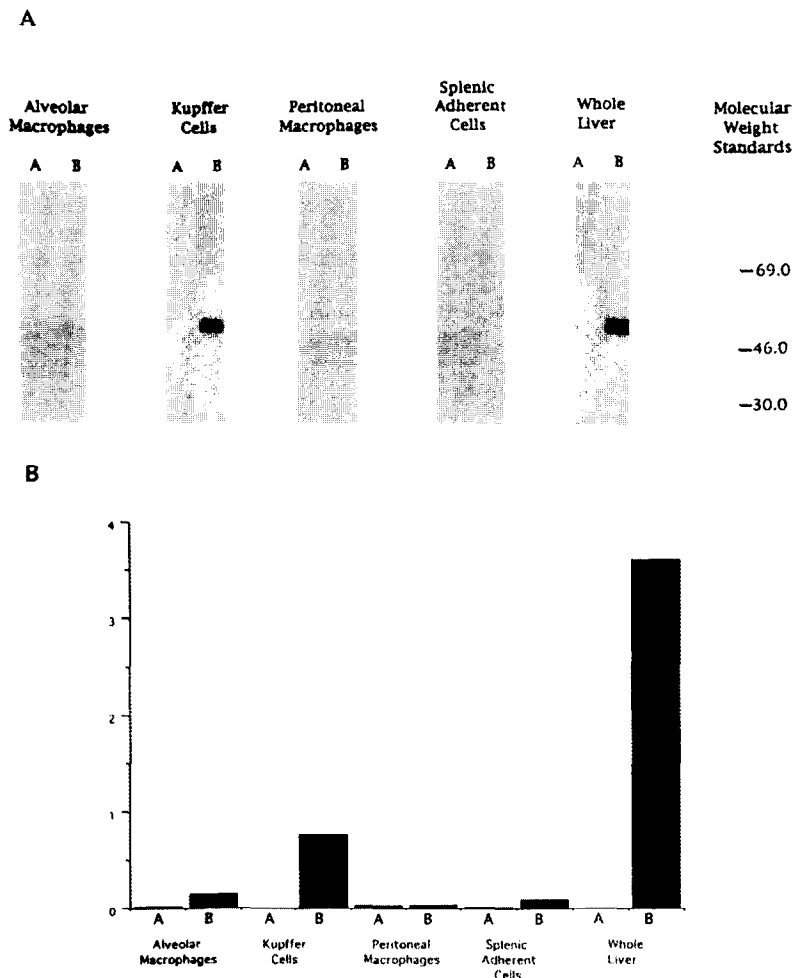 A
Alveolar
Macrophages
Kupffer
Cells
Peritoneal
Macrophages
Splenic
Adherent
Cells
Whole
Liver
Molecular
Weight
Standards
A B A B A B A B A B
—69.0
—46.0
—30.0
B
4
3
2
1
0
A B A B A B A B A B
Alveolar
Macrophages
Kupffer
Cells
Peritoneal
Macrophages
Splenic
Adherent
Cells
Whole
Liver